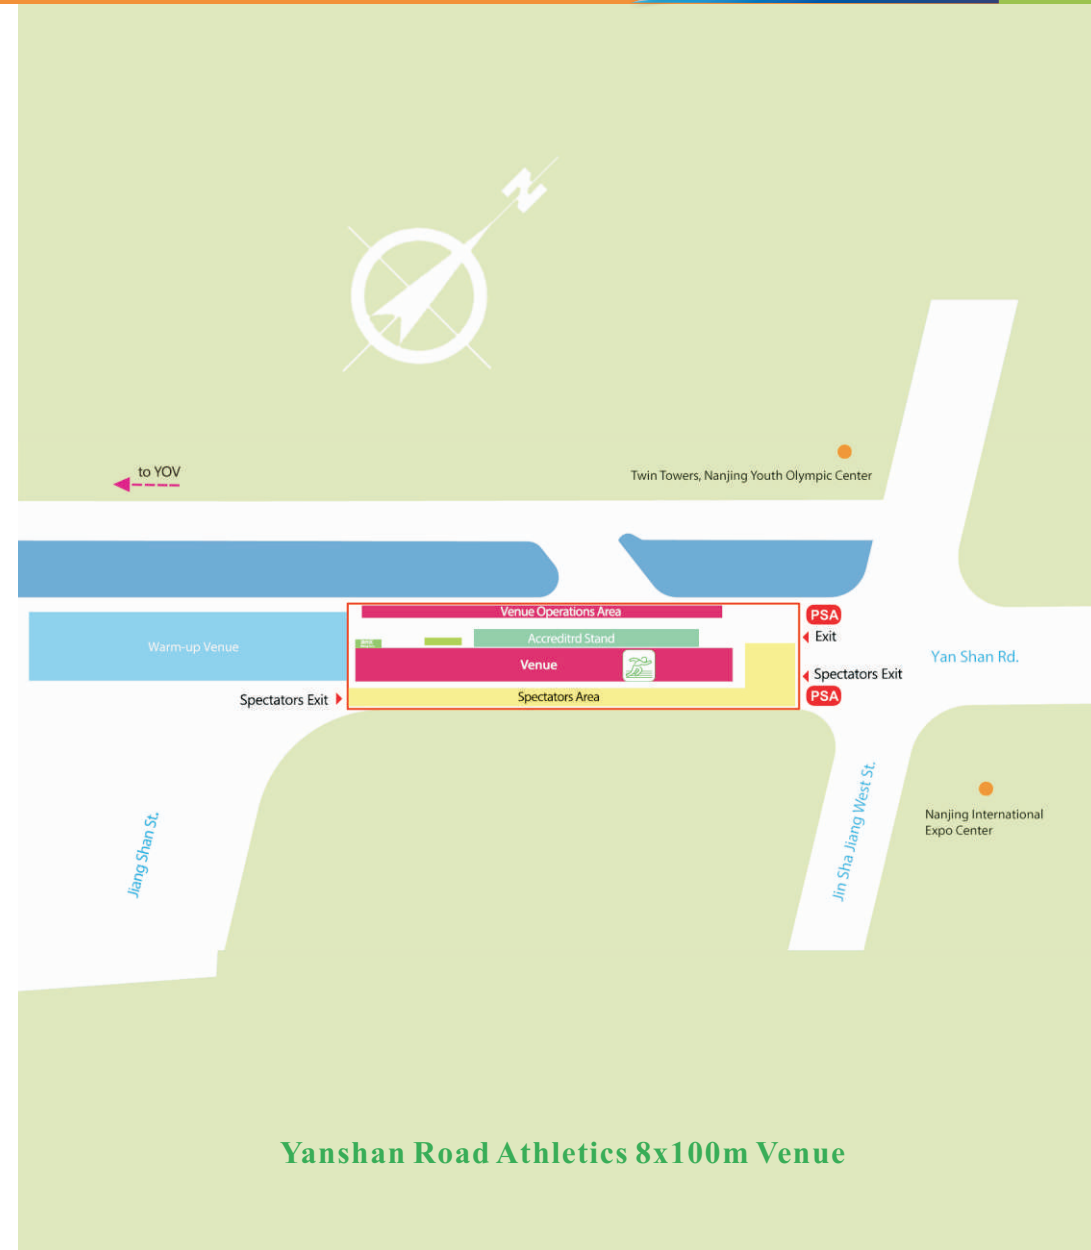 N
to YOV
Twin Towers, Nanjing Youth Olympic Center
Venue Operations Area
PSA
Accreditrd Stand
Exit
Warm-up Venue
Venue
Yan Shan Rd.
Spectators Exit
Spectators Exit
Spectators Area
PSA
Jiang Shan St.
Jin Sha Jiang West St.
Nanjing International
Expo Center
Yanshan Road Athletics 8x100m Venue